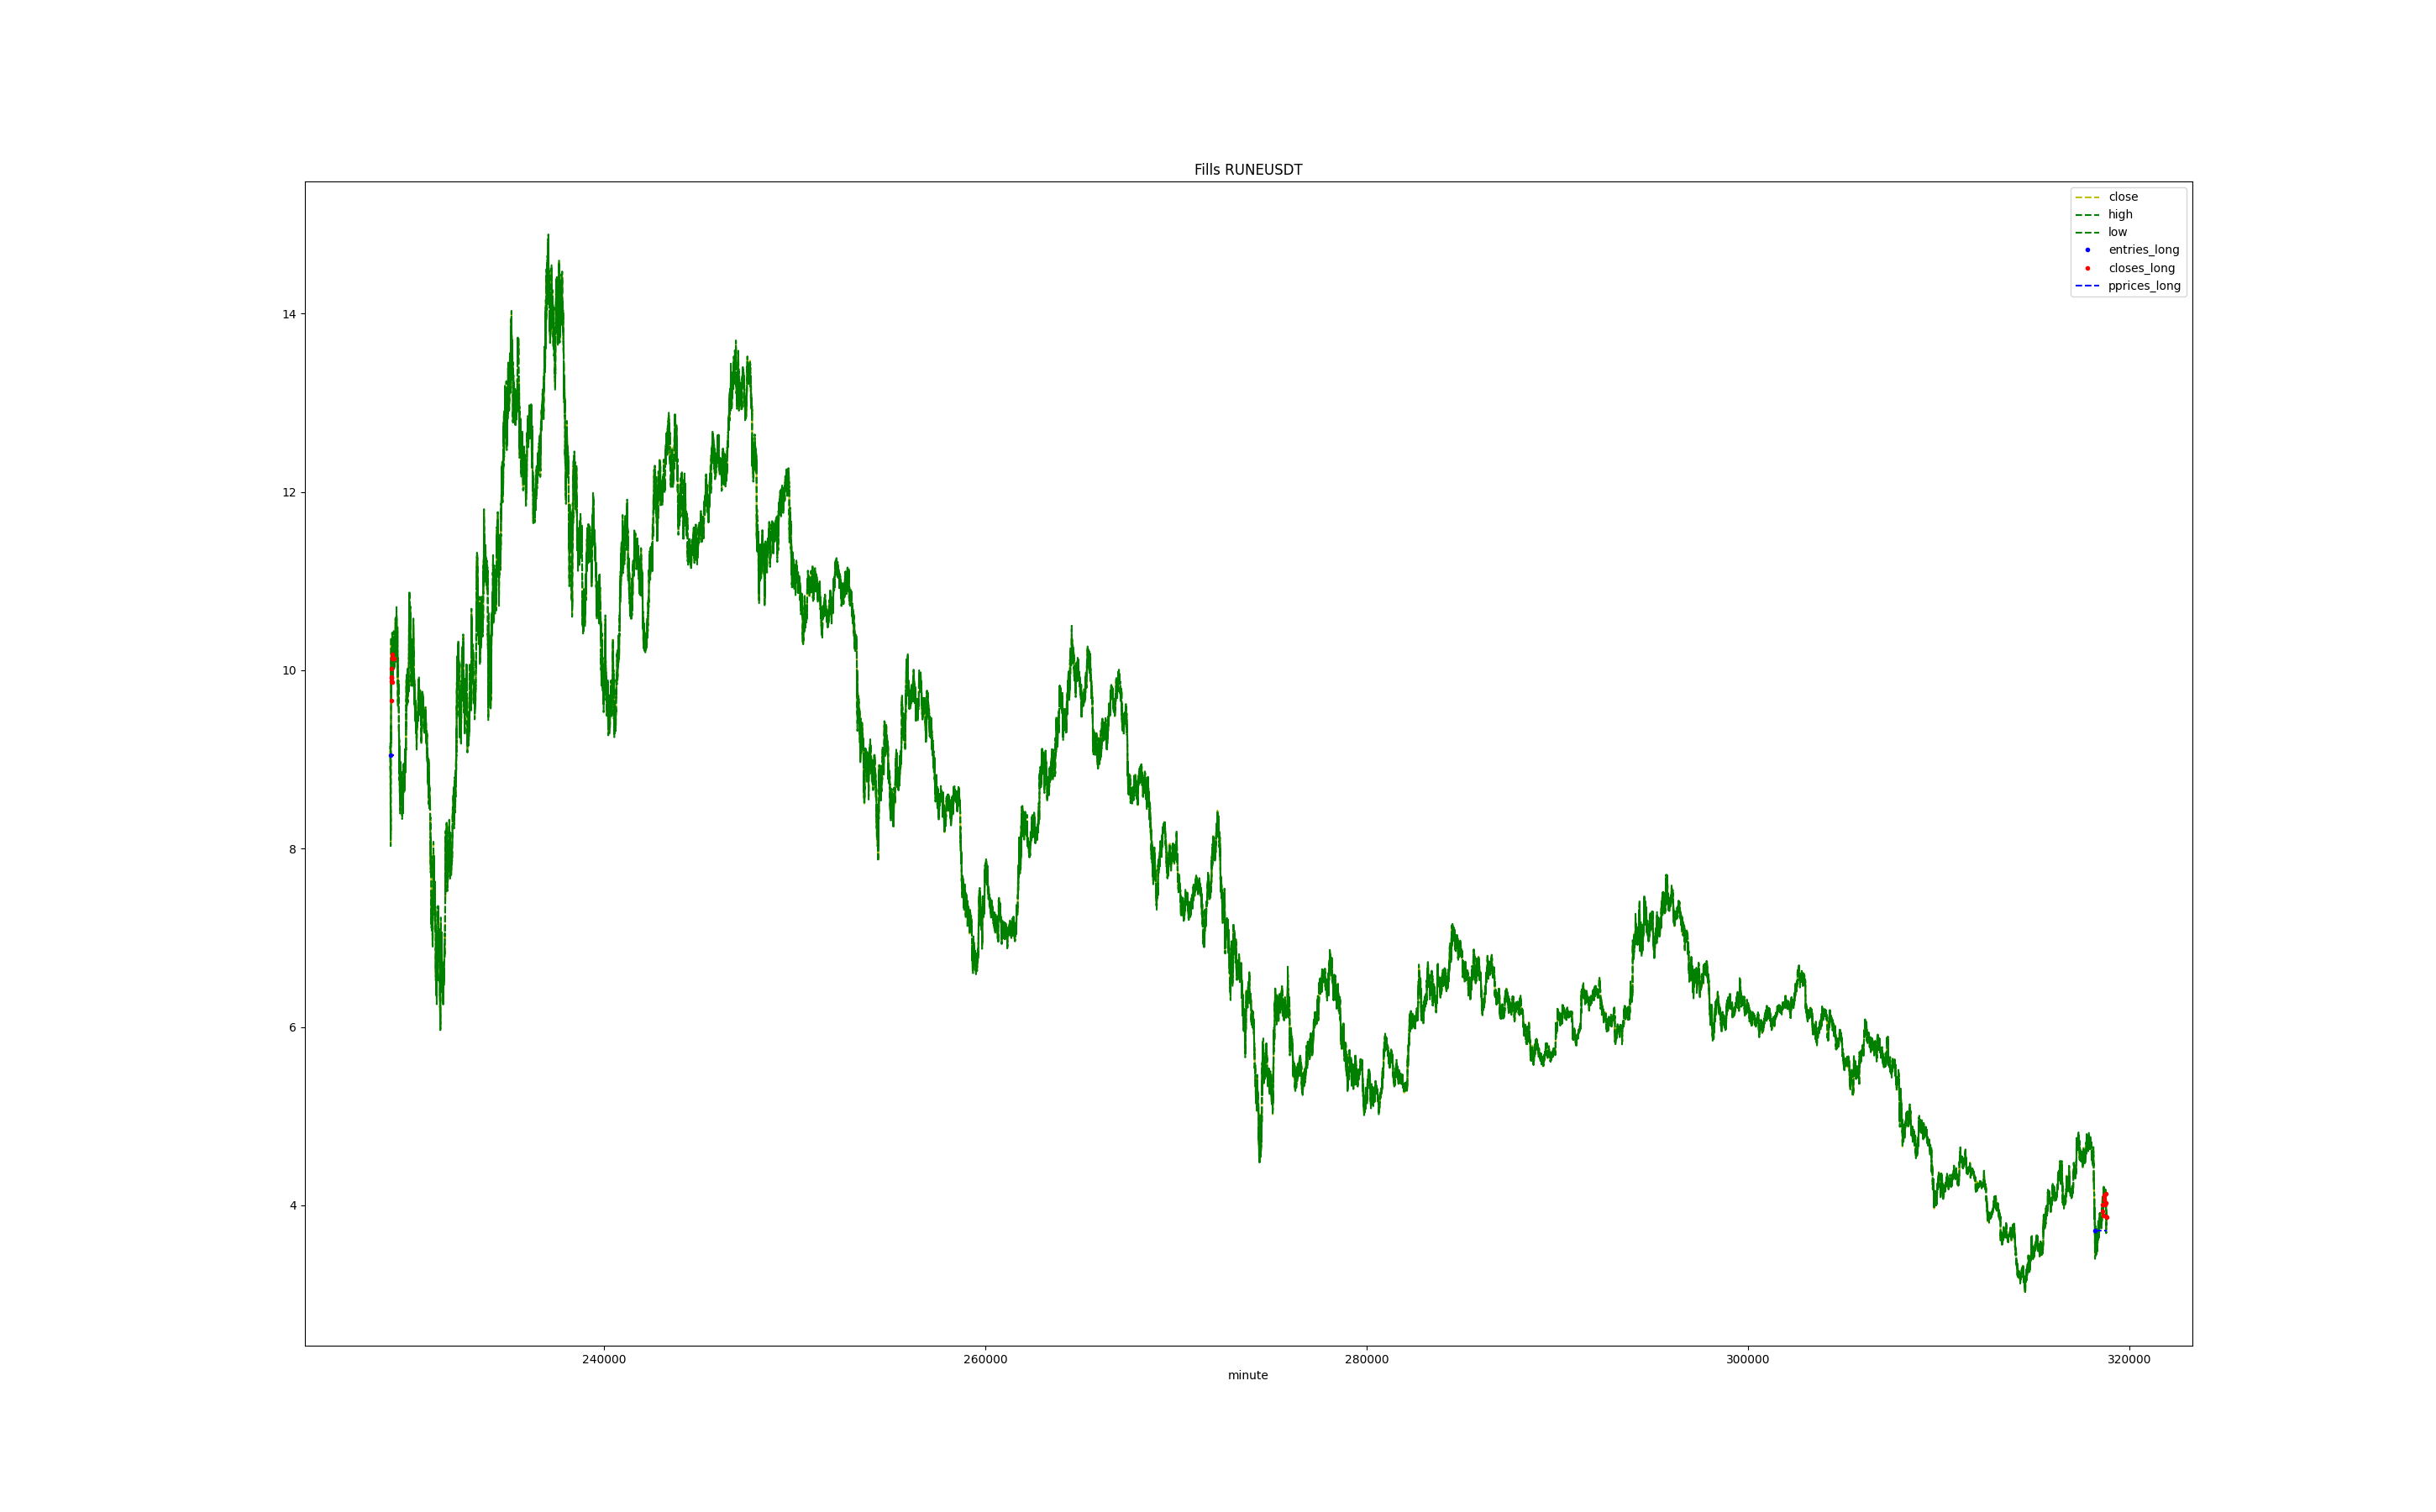 Fills RUNEUSDT
close
high
low
entries_long
closes_long
pprices_long
14
12
10
8
6
4
240000
260000
280000
300000
320000
minute